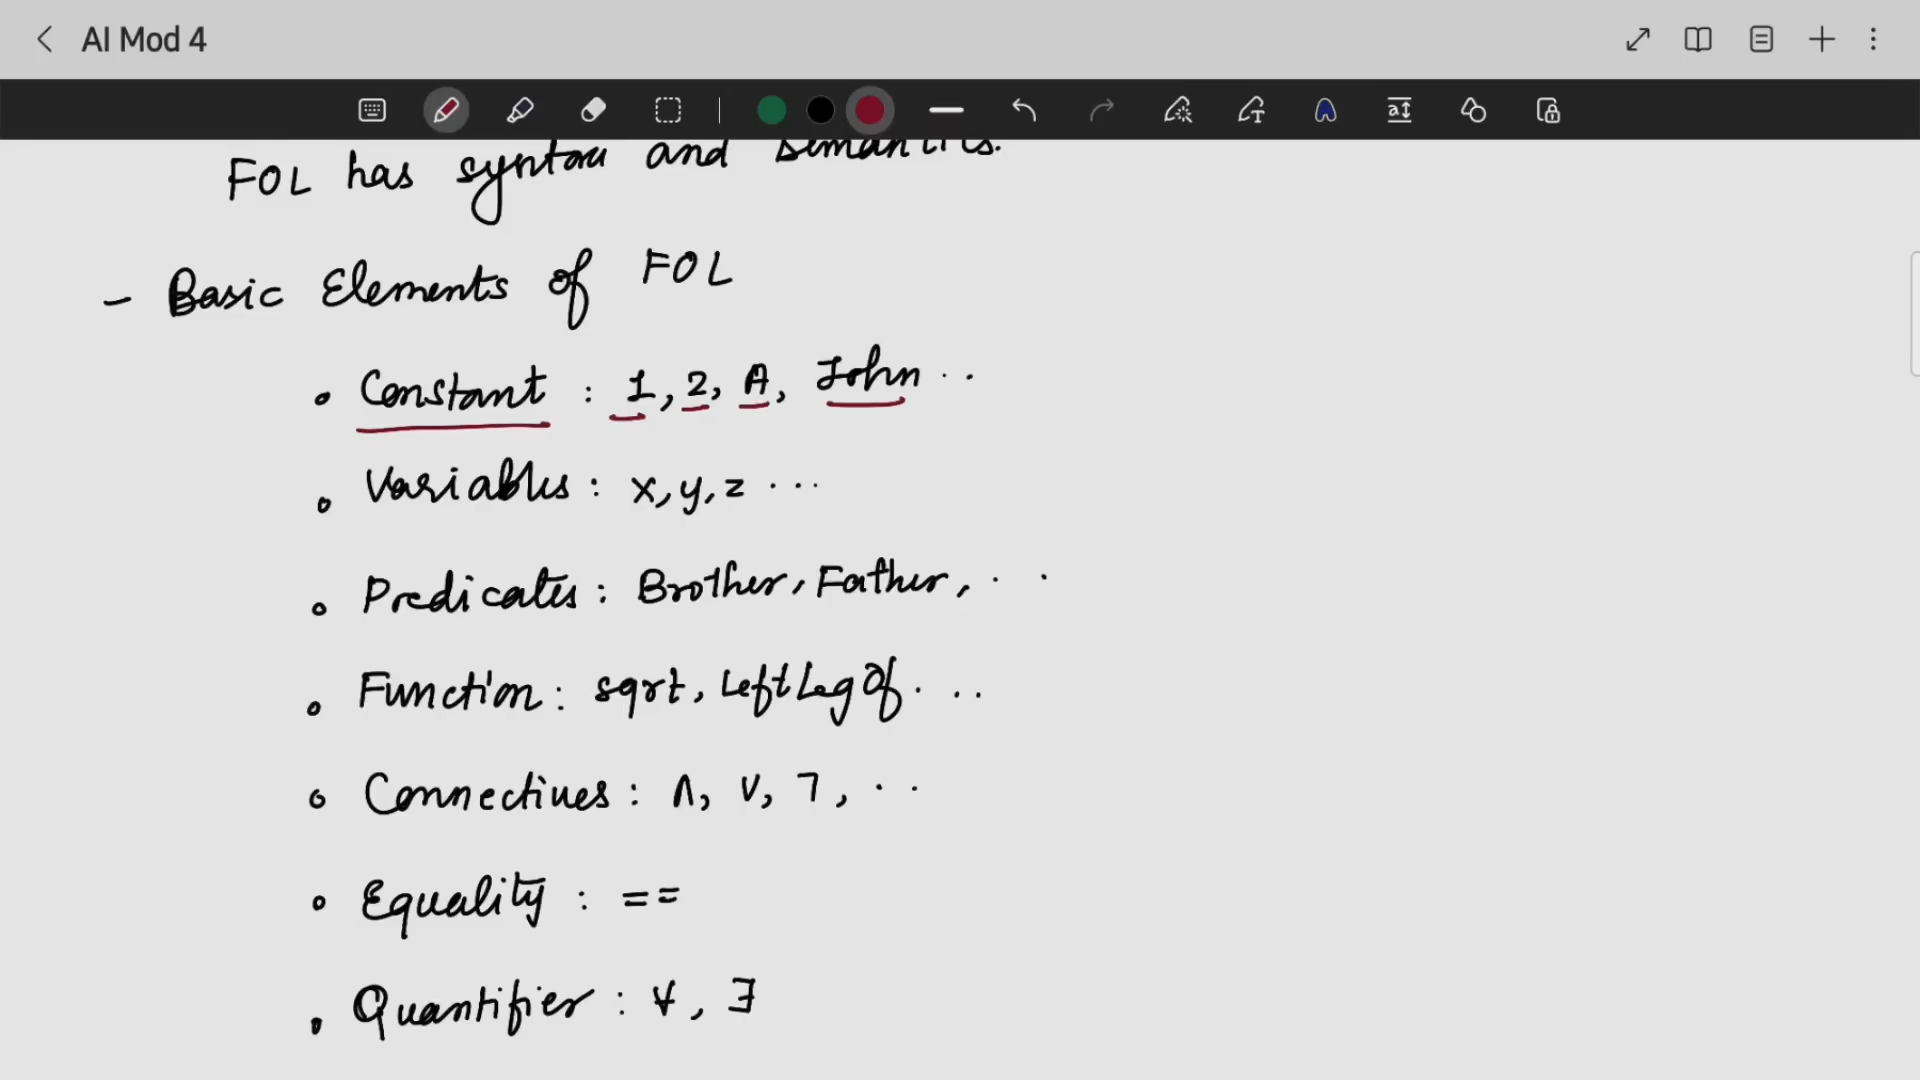 AI Mod 4
FOL has syntax and semantics.
- Basic Elements of FOL
• Constant : 1, 2, A, John ..
• Variables : x, y, z ...
• Predicates : Brother, Father, ..
• Function : sqrt, LeftLegOf. ...
• Connectives : ∧, ∨, ¬, ..
• Equality : ==
• Quantifier : ∀, ∃